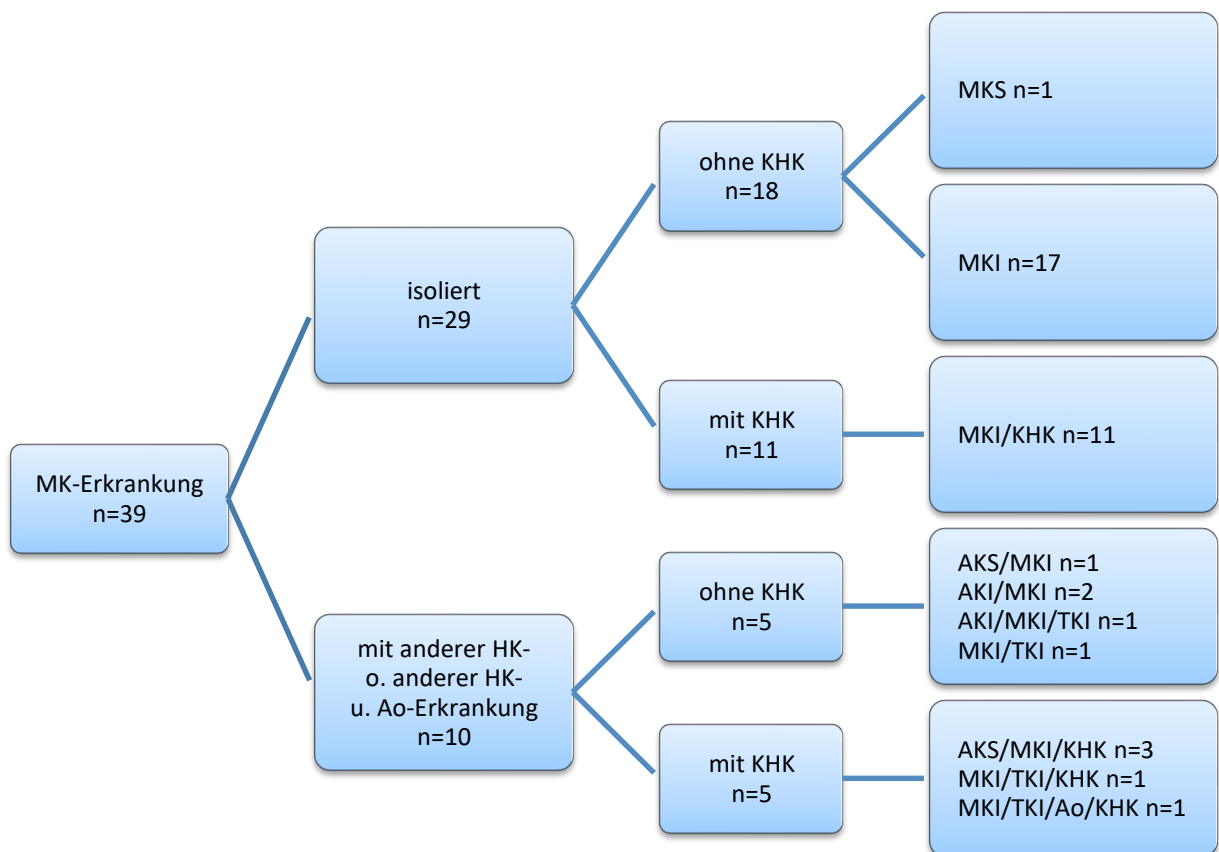 MK-Erkrankung
n=39
isoliert
n=29
mit anderer HK-
o. anderer HK-
u. Ao-Erkrankung
n=10
ohne KHK
n=18
mit KHK
n=11
ohne KHK
n=5
mit KHK
n=5
MKS n=1
MKI n=17
MKI/KHK n=11
AKS/MKI n=1
AKI/MKI n=2
AKI/MKI/TKI n=1
MKI/TKI n=1
AKS/MKI/KHK n=3
MKI/TKI/KHK n=1
MKI/TKI/Ao/KHK n=1